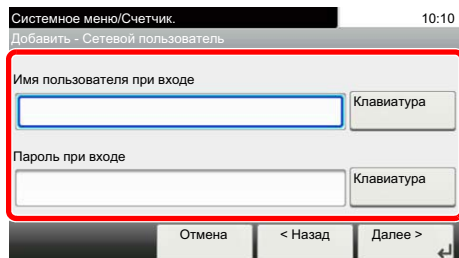 Системное меню/Счетчик. 10:10
Добавить - Сетевой пользователь
Имя пользователя при входе
Клавиатура
Пароль при входе
Клавиатура
Отмена < Назад Далее >